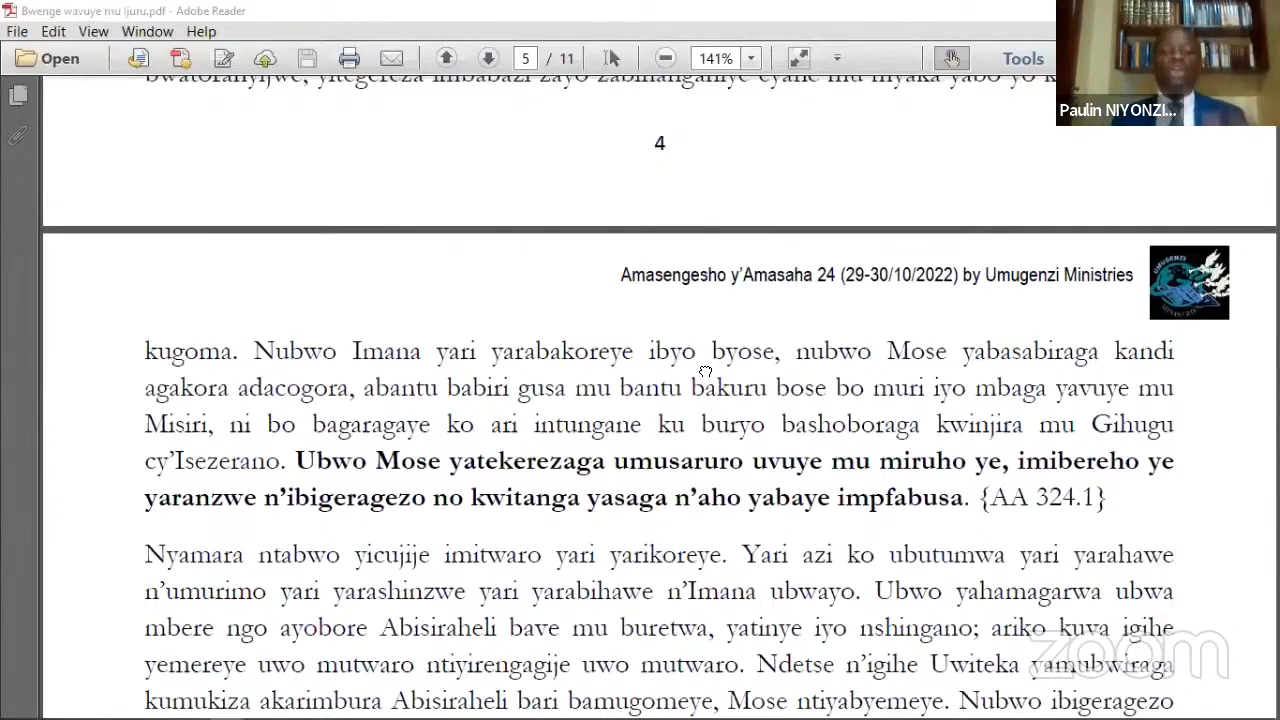 Bwenge wavuye mu Ijuru.pdf - Adobe Reader
File Edit View Window Help
Open 5 / 11 141% Tools
Paulin NIYONZI...
4
Amasengesho y'Amasaha 24 (29-30/10/2022) by Umugenzi Ministries
UMUGENZI
MINISTRIES
kugoma. Nubwo Imana yari yarabakoreye ibyo byose, nubwo Mose yabasabiraga kandi
agakora adacogora, abantu babiri gusa mu bantu bakuru bose bo muri iyo mbaga yavuye mu
Misiri, ni bo bagaragaye ko ari intungane ku buryo bashoboraga kwinjira mu Gihugu
cy'Isezerano. Ubwo Mose yatekerezaga umusaruro uvuye mu miruho ye, imibereho ye
yaranzwe n'ibigeragezo no kwitanga yasaga n'aho yabaye impfabusa. {AA 324.1}
Nyamara ntabwo yicujije imitwaro yari yarikoreye. Yari azi ko ubutumwa yari yarahawe
n'umurimo yari yarashinzwe yari yarabihawe n'Imana ubwayo. Ubwo yahamagarwa ubwa
mbere ngo ayobore Abisiraheli bave mu buretwa, yatinye iyo nshingano; ariko kuva igihe
yemereye uwo mutwaro ntiyirengagije uwo mutwaro. Ndetse n'igihe Uwiteka yamubwiraga
kumukiza akarimbura Abisiraheli bari bamugomeye, Mose ntiyabyemeye. Nubwo ibigeragezo
zoom